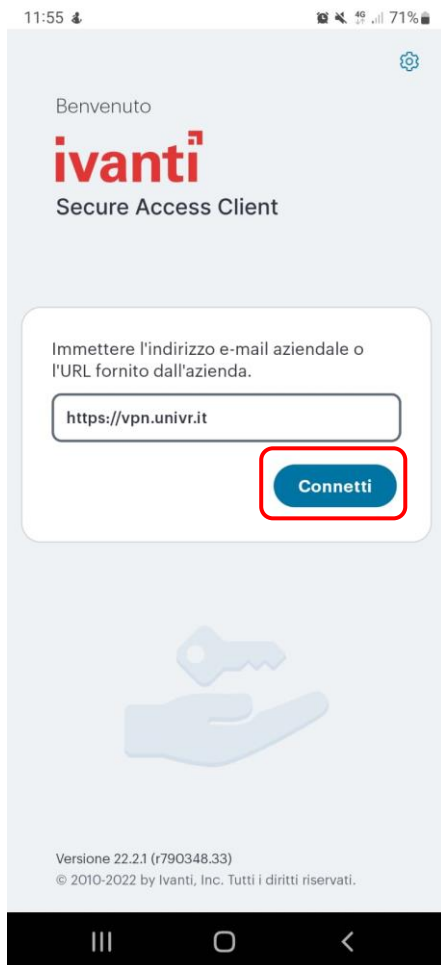 11:55 4G 71%
Benvenuto
ivanti
Secure Access Client
Immettere l'indirizzo e-mail aziendale o
l'URL fornito dall'azienda.
https://vpn.univr.it
Connetti
Versione 22.2.1 (r790348.33)
© 2010-2022 by Ivanti, Inc. Tutti i diritti riservati.